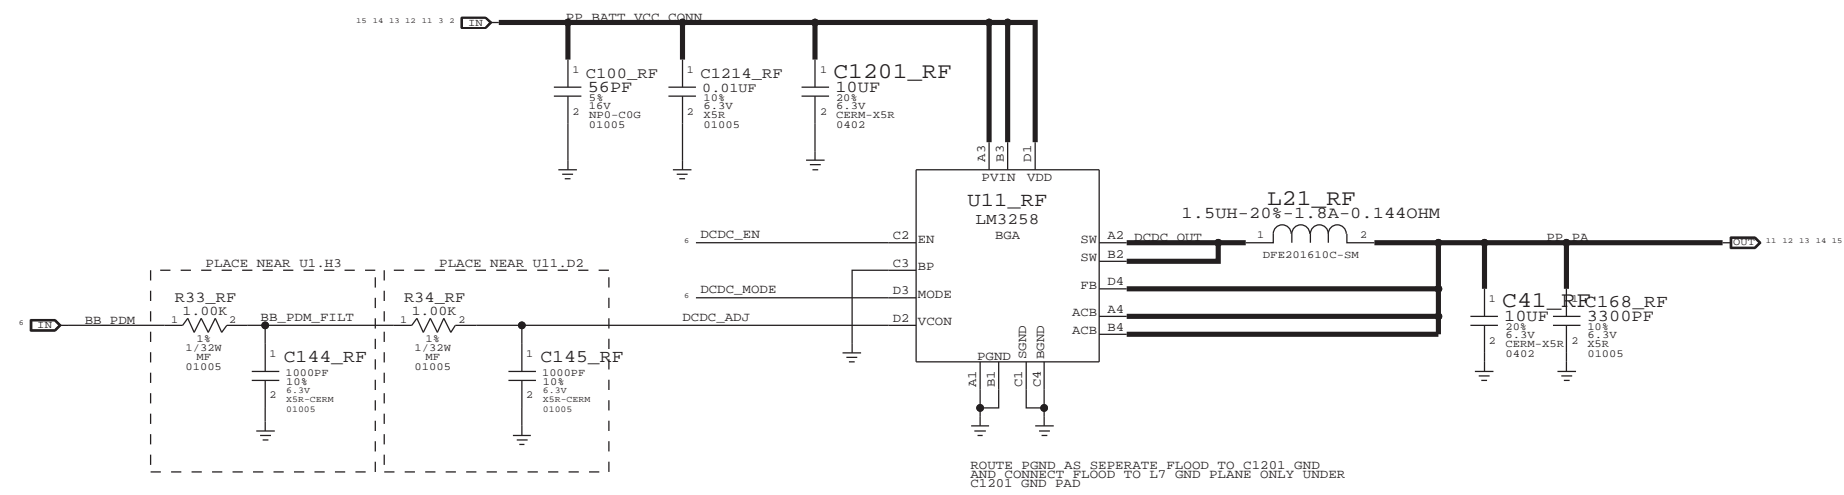 15 14 13 12 11 3 2 IN PP_BATT_VCC_CONN
1 C100_RF
56PF
5%
16V
2 NP0-C0G
01005
1 C1214_RF
0.01UF
10%
6.3V
2 X5R
01005
1 C1201_RF
10UF
20%
6.3V
2 CERM-X5R
0402
A3 B3 D1
PVIN VDD
U11_RF
LM3258
BGA
6 DCDC_EN C2 EN
C3 BP
6 DCDC_MODE D3 MODE
DCDC_ADJ D2 VCON
SW A2 DCDC_OUT
SW B2
FB D4
ACB A4
ACB B4
PGND SGND BGND
A1 B1 C1 C4
L21_RF
1.5UH-20%-1.8A-0.144OHM
1 2
DFE201610C-SM
PP_PA OUT 11 12 13 14 15
1 C41_RF
10UF
20%
6.3V
2 CERM-X5R
0402
1 C168_RF
3300PF
10%
6.3V
2 X5R
01005
PLACE NEAR U1.H3
PLACE NEAR U11.D2
6 IN BB_PDM
R33_RF
1.00K
1 2
1%
1/32W
MF
01005
BB_PDM_FILT
1 C144_RF
1000PF
10%
6.3V
2 X5R-CERM
01005
R34_RF
1.00K
1 2
1%
1/32W
MF
01005
1 C145_RF
1000PF
10%
6.3V
2 X5R-CERM
01005
ROUTE PGND AS SEPERATE FLOOD TO C1201 GND
AND CONNECT FLOOD TO L7 GND PLANE ONLY UNDER
C1201 GND PAD